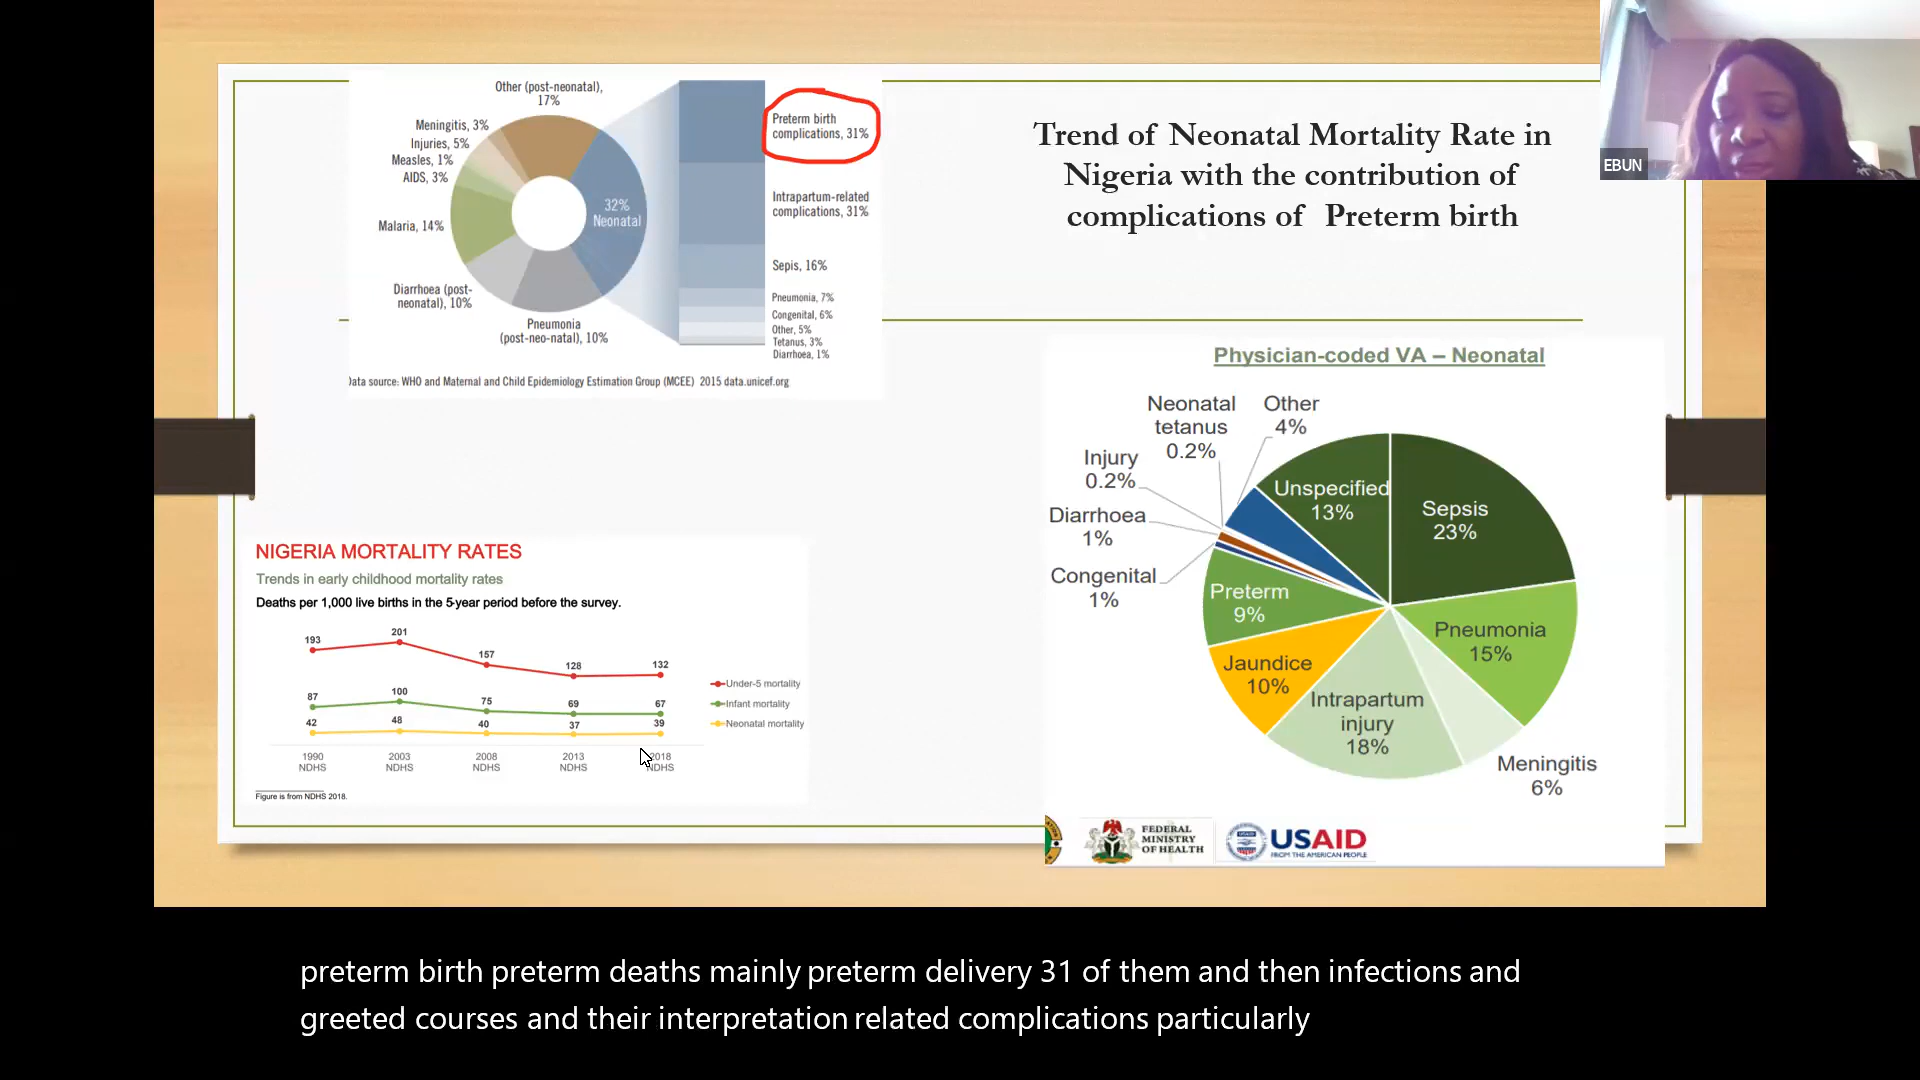 Other (post-neonatal),
17%
Meningitis, 3%
Injuries, 5%
Measles, 1%
AIDS, 3%
Malaria, 14%
Diarrhoea (post-
neonatal), 10%
Pneumonia
(post-neo-natal), 10%
32%
Neonatal
Preterm birth
complications, 31%
Intrapartum-related
complications, 31%
Sepis, 16%
Pneumonia, 7%
Congenital, 6%
Other, 5%
Tetanus, 3%
Diarrhoea, 1%
Data source: WHO and Maternal and Child Epidemiology Estimation Group (MCEE) 2015 data.unicef.org
Trend of Neonatal Mortality Rate in
Nigeria with the contribution of
complications of Preterm birth
EBUN
NIGERIA MORTALITY RATES
Trends in early childhood mortality rates
Deaths per 1,000 live births in the 5-year period before the survey.
193 201 157 128 132
87 100 75 69 67
42 48 40 37 39
1990 2003 2008 2013 2018
NDHS NDHS NDHS NDHS NDHS
Under-5 mortality
Infant mortality
Neonatal mortality
Figure is from NDHS 2018.
Physician-coded VA – Neonatal
Neonatal
tetanus
0.2%
Other
4%
Injury
0.2%
Diarrhoea
1%
Congenital
1%
Unspecified
13%
Sepsis
23%
Preterm
9%
Pneumonia
15%
Jaundice
10%
Intrapartum
injury
18%
Meningitis
6%
FEDERAL
MINISTRY
OF HEALTH
USAID
FROM THE AMERICAN PEOPLE
preterm birth preterm deaths mainly preterm delivery 31 of them and then infections and
greeted courses and their interpretation related complications particularly